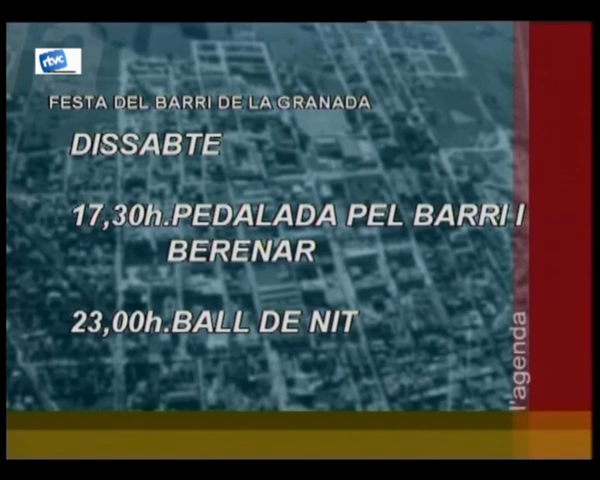 rtvc
FESTA DEL BARRI DE LA GRANADA
DISSABTE
17,30h.PEDALADA PEL BARRI I
BERENAR
23,00h.BALL DE NIT
l'agenda